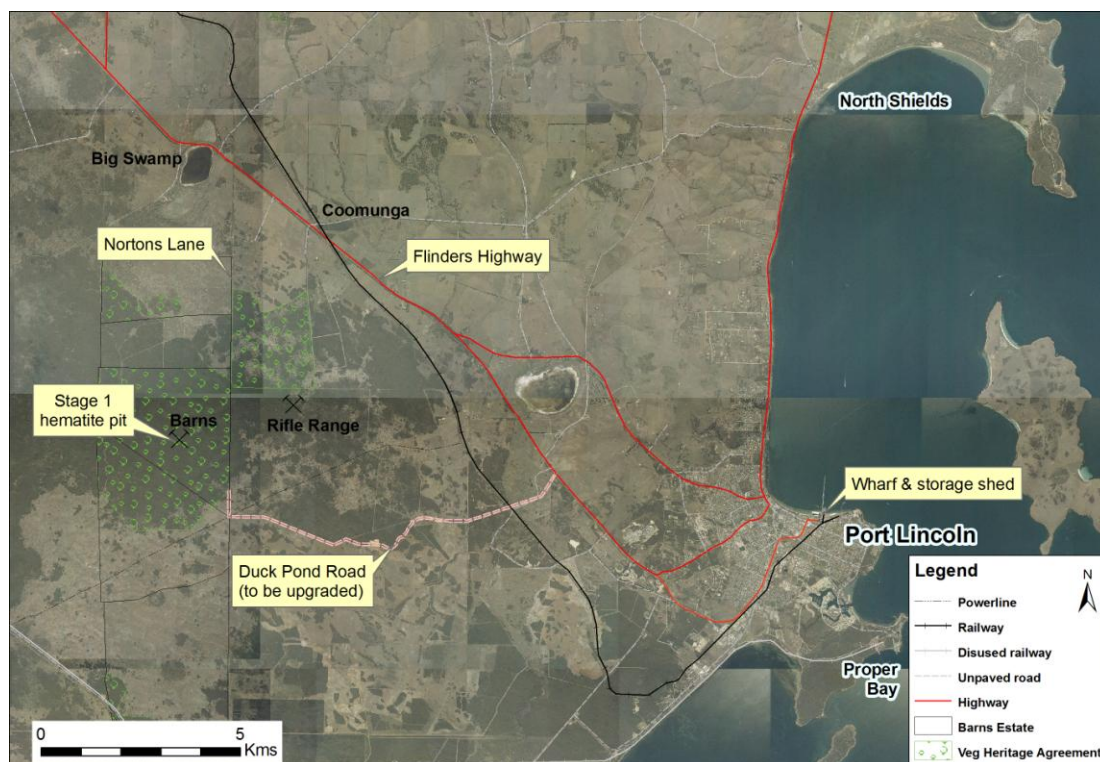 North Shields
Big Swamp
Coomunga
Nortons Lane
Flinders Highway
Stage 1
hematite pit
Barns
Rifle Range
Wharf & storage shed
Port Lincoln
Duck Pond Road
(to be upgraded)
Proper
Bay
Legend
N
Powerline
Railway
Disused railway
Unpaved road
Highway
Barns Estate
Veg Heritage Agreement
0 5
Kms